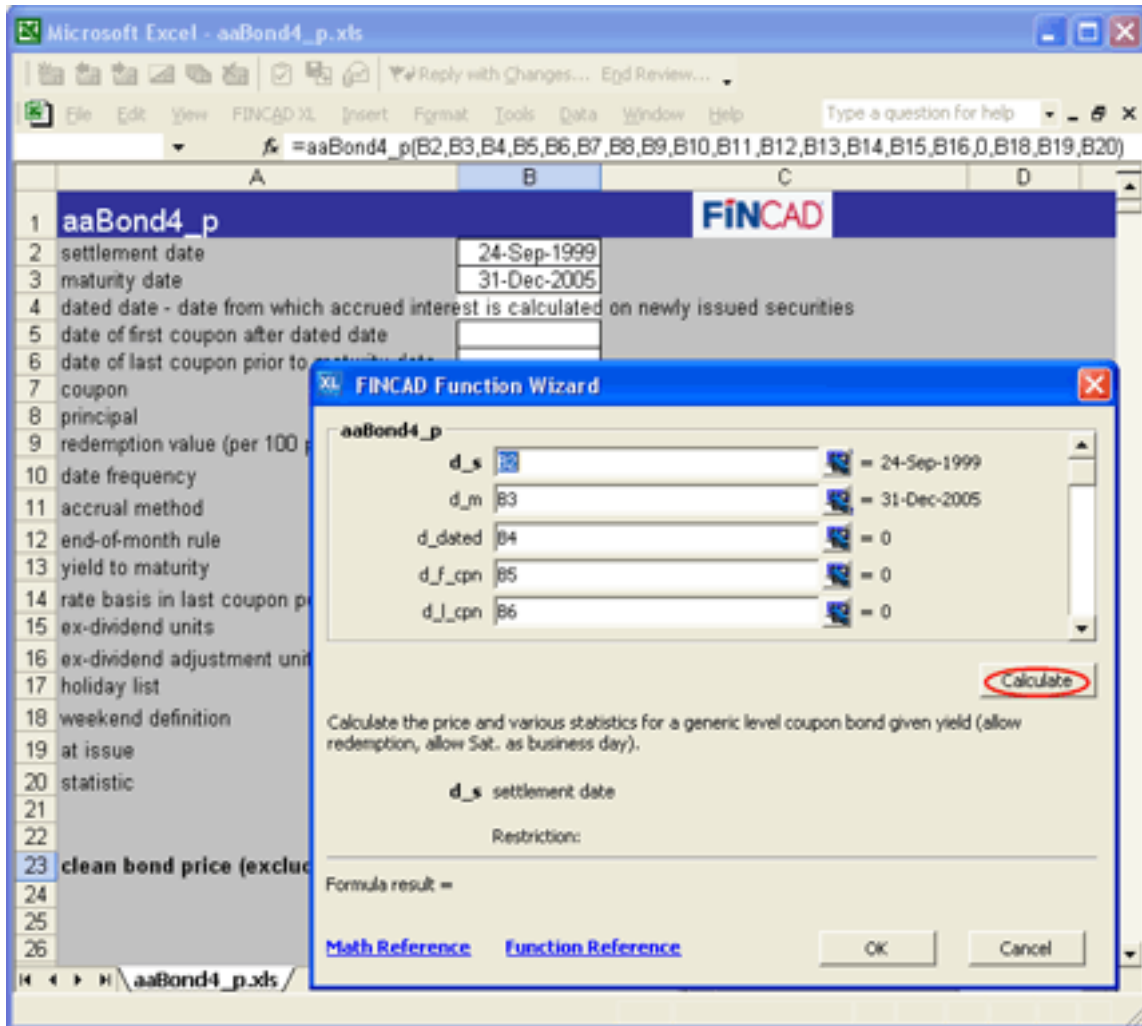 Microsoft Excel - aaBond4_p.xls
Reply with Changes... End Review...
File Edit View FINCAD XL Insert Format Tools Data Window Help Type a question for help
fx =aaBond4_p(B2,B3,B4,B5,B6,B7,B8,B9,B10,B11,B12,B13,B14,B15,B16,0,B18,B19,B20)
A B C D
1 aaBond4_p FINCAD
2 settlement date 24-Sep-1999
3 maturity date 31-Dec-2005
4 dated date - date from which accrued interest is calculated on newly issued securities
5 date of first coupon after dated date
6 date of last coupon prior to maturity date
7 coupon
8 principal
9 redemption value (per 100
10 date frequency
11 accrual method
12 end-of-month rule
13 yield to maturity
14 rate basis in last coupon
15 ex-dividend units
16 ex-dividend adjustment unit
17 holiday list
18 weekend definition
19 at issue
20 statistic
21
22
23 clean bond price (exclud
24
25
26
aaBond4_p.xls
XL FINCAD Function Wizard
aaBond4_p
d_s B2 = 24-Sep-1999
d_m B3 = 31-Dec-2005
d_dated B4 = 0
d_f_cpn B5 = 0
d_l_cpn B6 = 0
Calculate
Calculate the price and various statistics for a generic level coupon bond given yield (allow
redemption, allow Sat. as business day).
d_s settlement date
Restriction:
Formula result =
Math Reference Function Reference OK Cancel